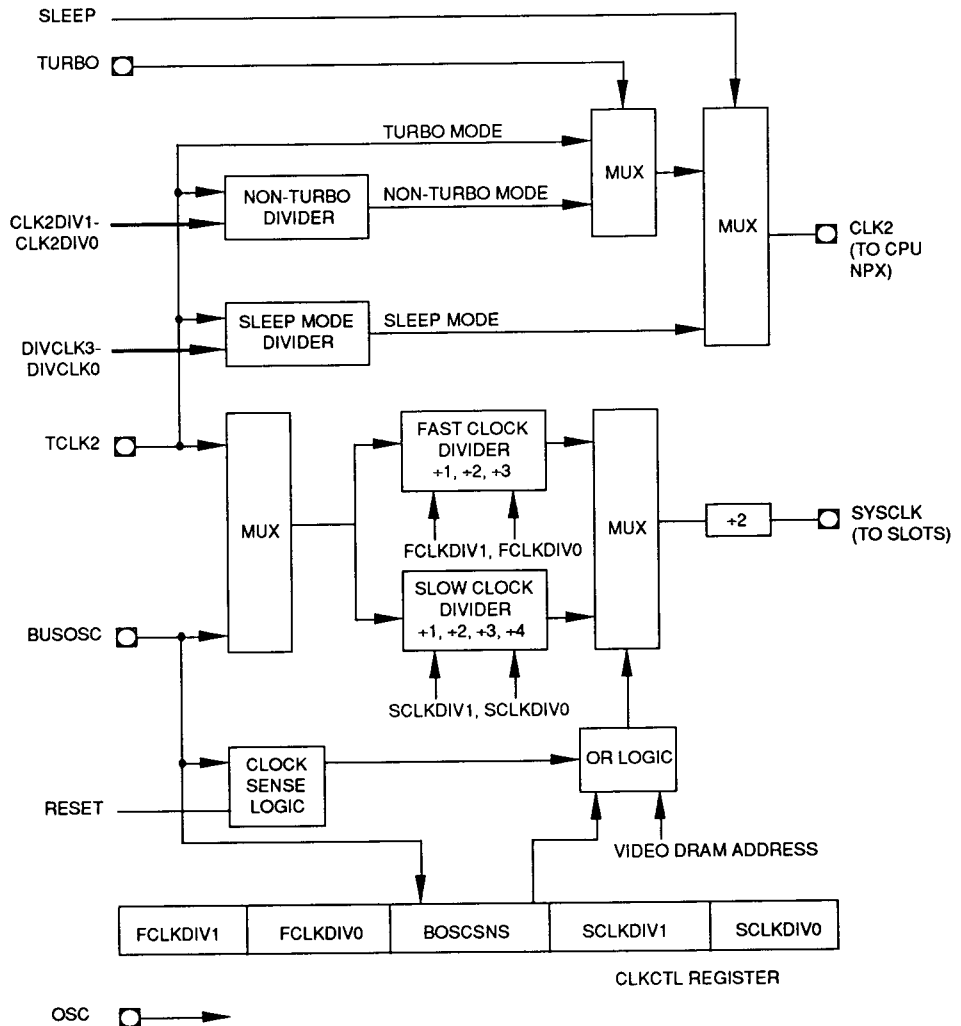 SLEEP
TURBO
TURBO MODE
MUX
NON-TURBO
DIVIDER
NON-TURBO MODE
CLK2DIV1-
CLK2DIV0
MUX
CLK2
(TO CPU
NPX)
SLEEP MODE
DIVIDER
SLEEP MODE
DIVCLK3-
DIVCLK0
TCLK2
MUX
FAST CLOCK
DIVIDER
÷1, ÷2, ÷3
FCLKDIV1, FCLKDIV0
MUX
÷2
SYSCLK
(TO SLOTS)
SLOW CLOCK
DIVIDER
÷1, ÷2, ÷3, ÷4
SCLKDIV1, SCLKDIV0
BUSOSC
CLOCK
SENSE
LOGIC
OR LOGIC
RESET
VIDEO DRAM ADDRESS
FCLKDIV1 FCLKDIV0 BOSCSNS SCLKDIV1 SCLKDIV0
CLKCTL REGISTER
OSC